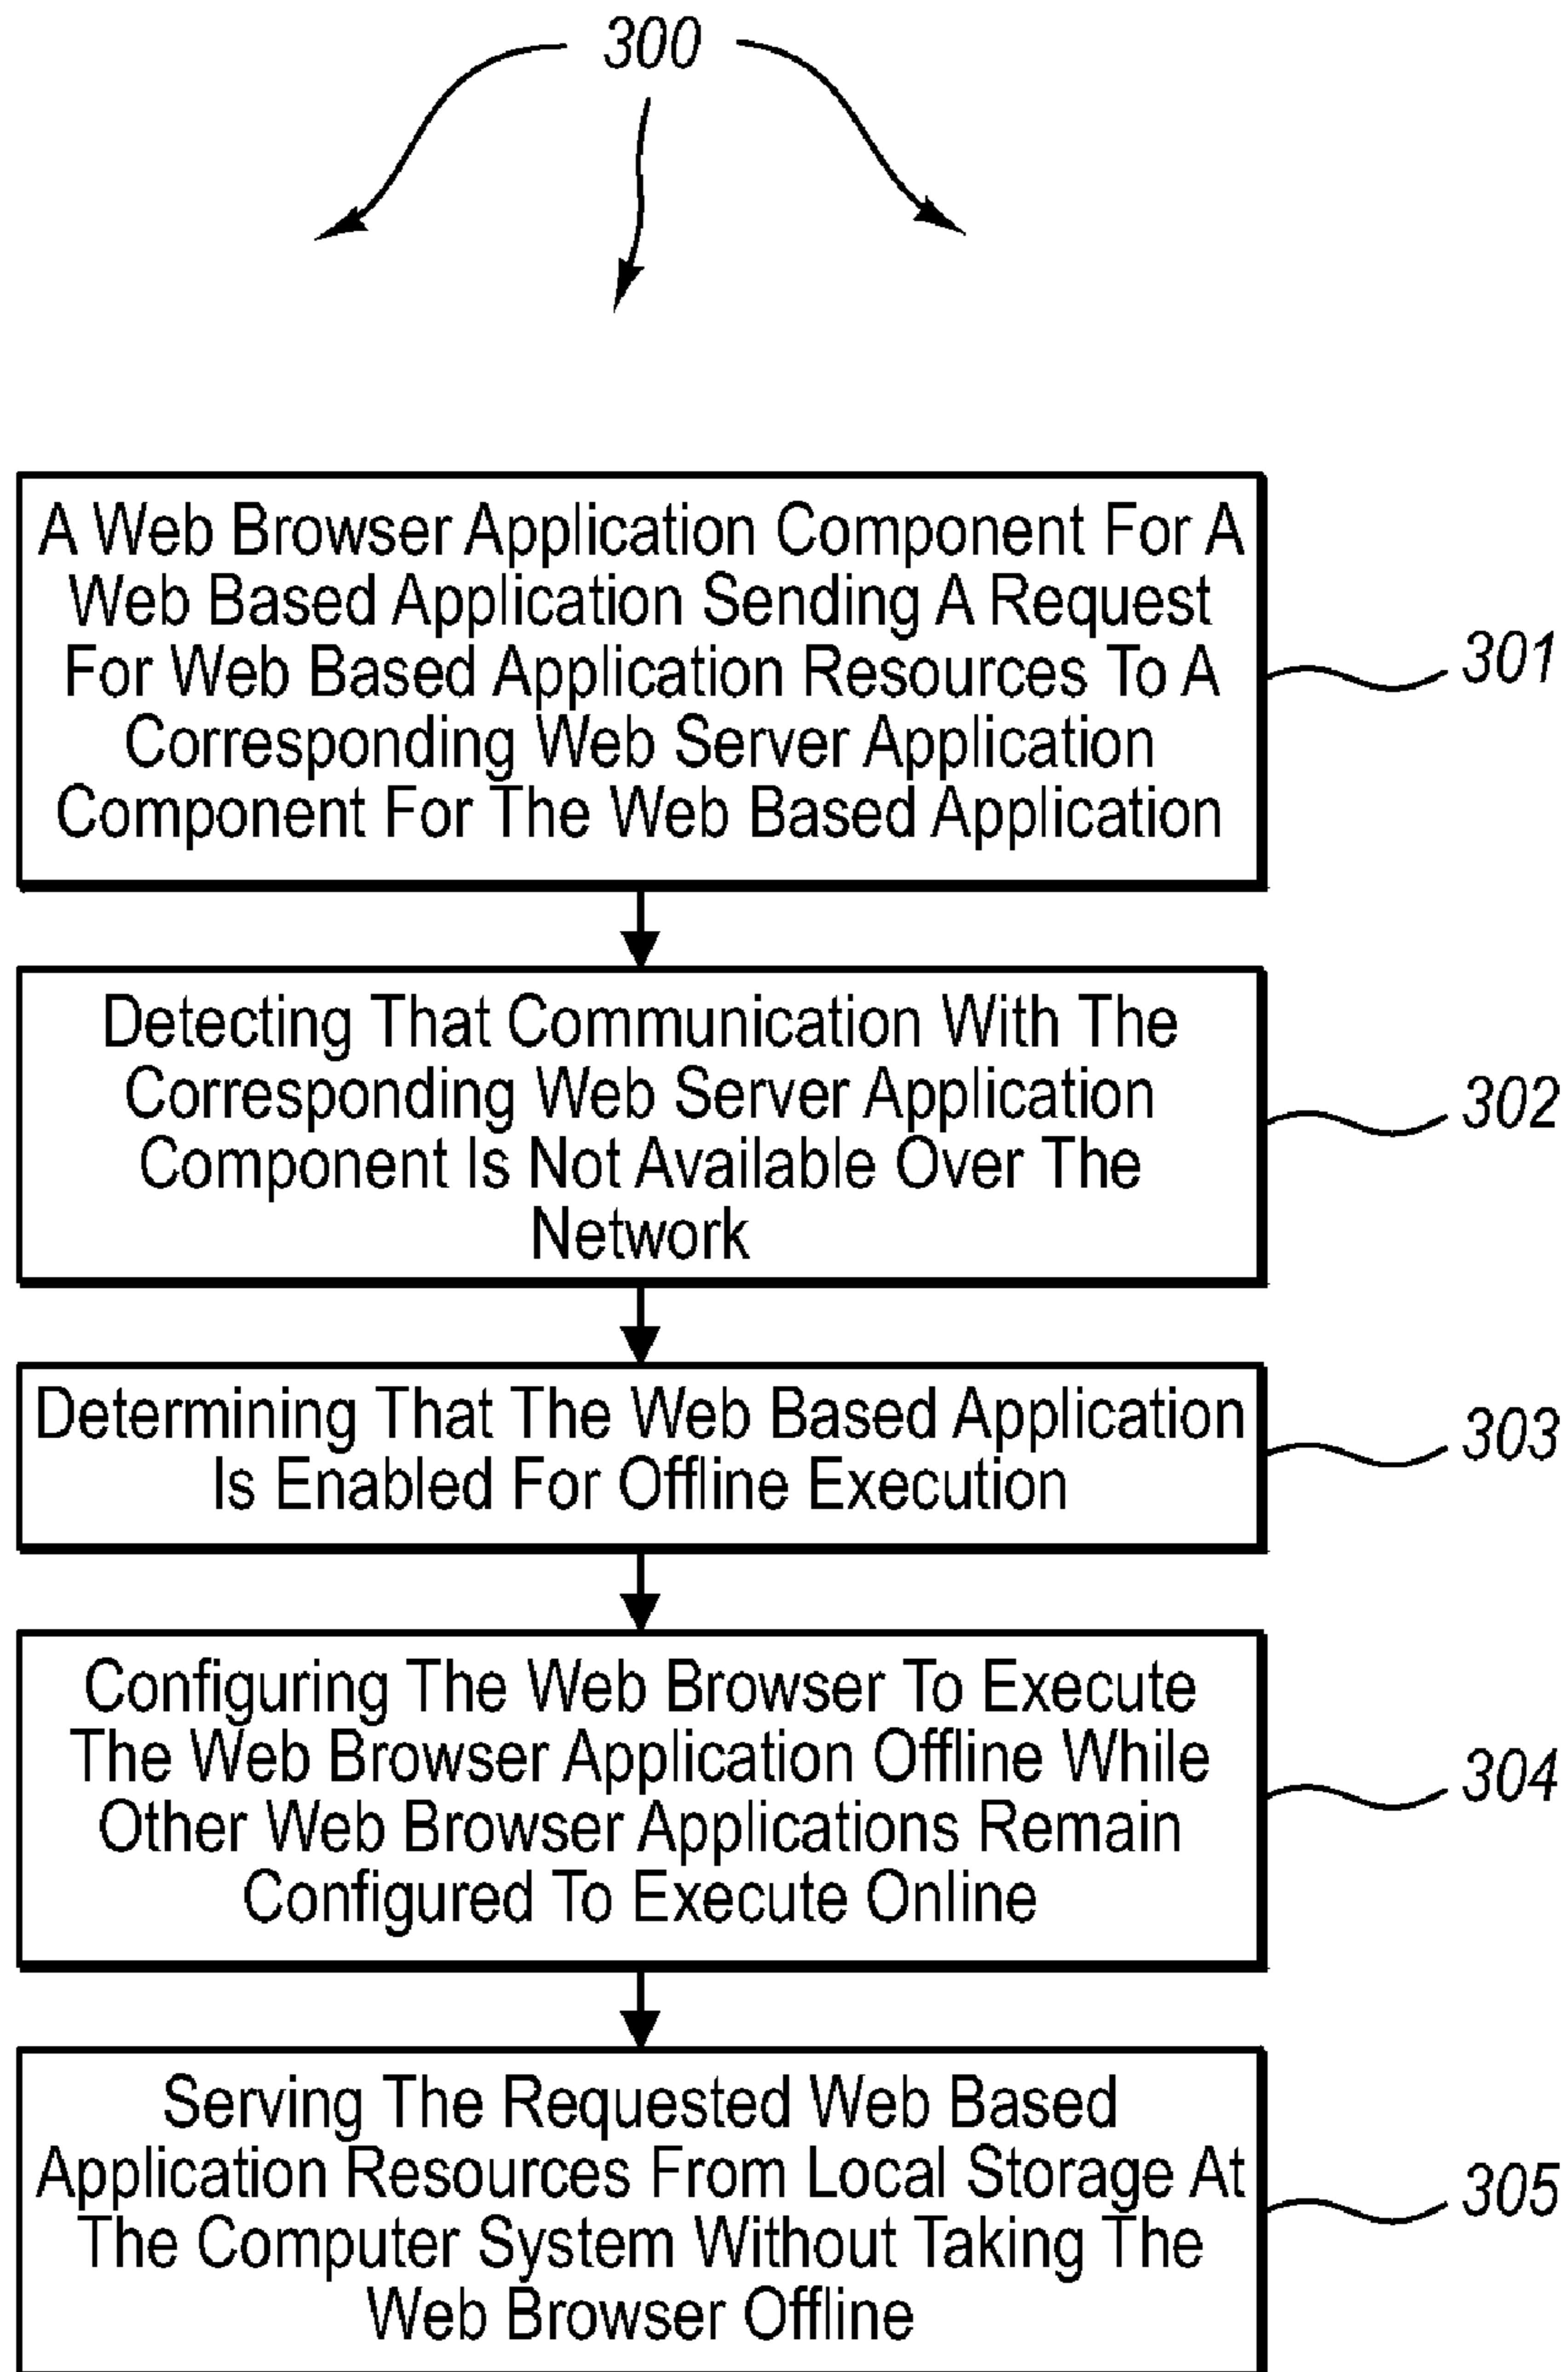 300
A Web Browser Application Component For A
Web Based Application Sending A Request
For Web Based Application Resources To A
Corresponding Web Server Application
Component For The Web Based Application
301
Detecting That Communication With The
Corresponding Web Server Application
Component Is Not Available Over The
Network
302
Determining That The Web Based Application
Is Enabled For Offline Execution
303
Configuring The Web Browser To Execute
The Web Browser Application Offline While
Other Web Browser Applications Remain
Configured To Execute Online
304
Serving The Requested Web Based
Application Resources From Local Storage At
The Computer System Without Taking The
Web Browser Offline
305